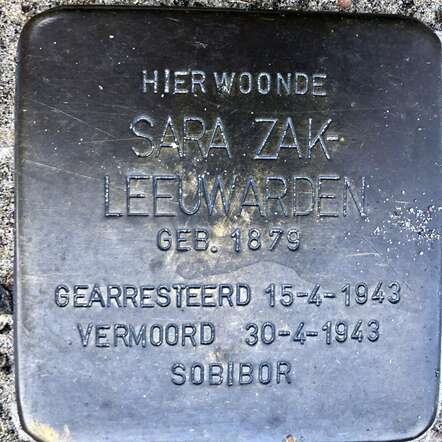 HIER WOONDE
SARA ZAK-
LEEUWARDEN
GEB. 1879
GEARRESTEERD 15-4-1943
VERMOORD 30-4-1943
SOBIBOR